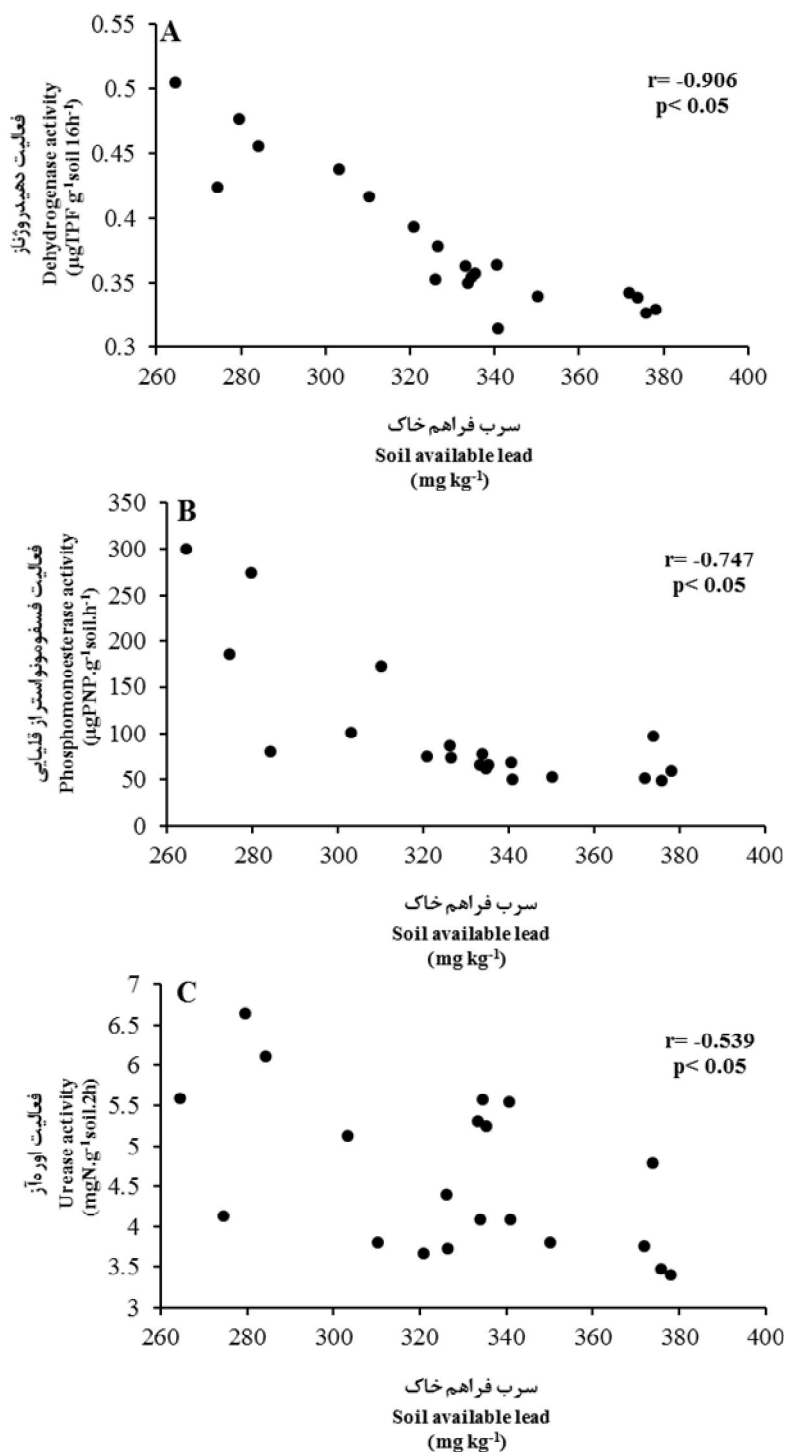 A
r= -0.906
p< 0.05
فعالیت دهیدروژناز
Dehydrogenase activity
(µgTPF g⁻¹soil 16h⁻¹)
0.55
0.5
0.45
0.4
0.35
0.3
260 280 300 320 340 360 380 400
سرب فراهم خاک
Soil available lead
(mg kg⁻¹)
B
r= -0.747
p< 0.05
فعالیت فسفومونواستراز قلیایی
Phosphomonoesterase activity
(µgPNP.g⁻¹soil.h⁻¹)
350
300
250
200
150
100
50
0
260 280 300 320 340 360 380 400
سرب فراهم خاک
Soil available lead
(mg kg⁻¹)
C
r= -0.539
p< 0.05
فعالیت اوره‌آز
Urease activity
(mgN.g⁻¹soil.2h)
7
6.5
6
5.5
5
4.5
4
3.5
3
260 280 300 320 340 360 380 400
سرب فراهم خاک
Soil available lead
(mg kg⁻¹)